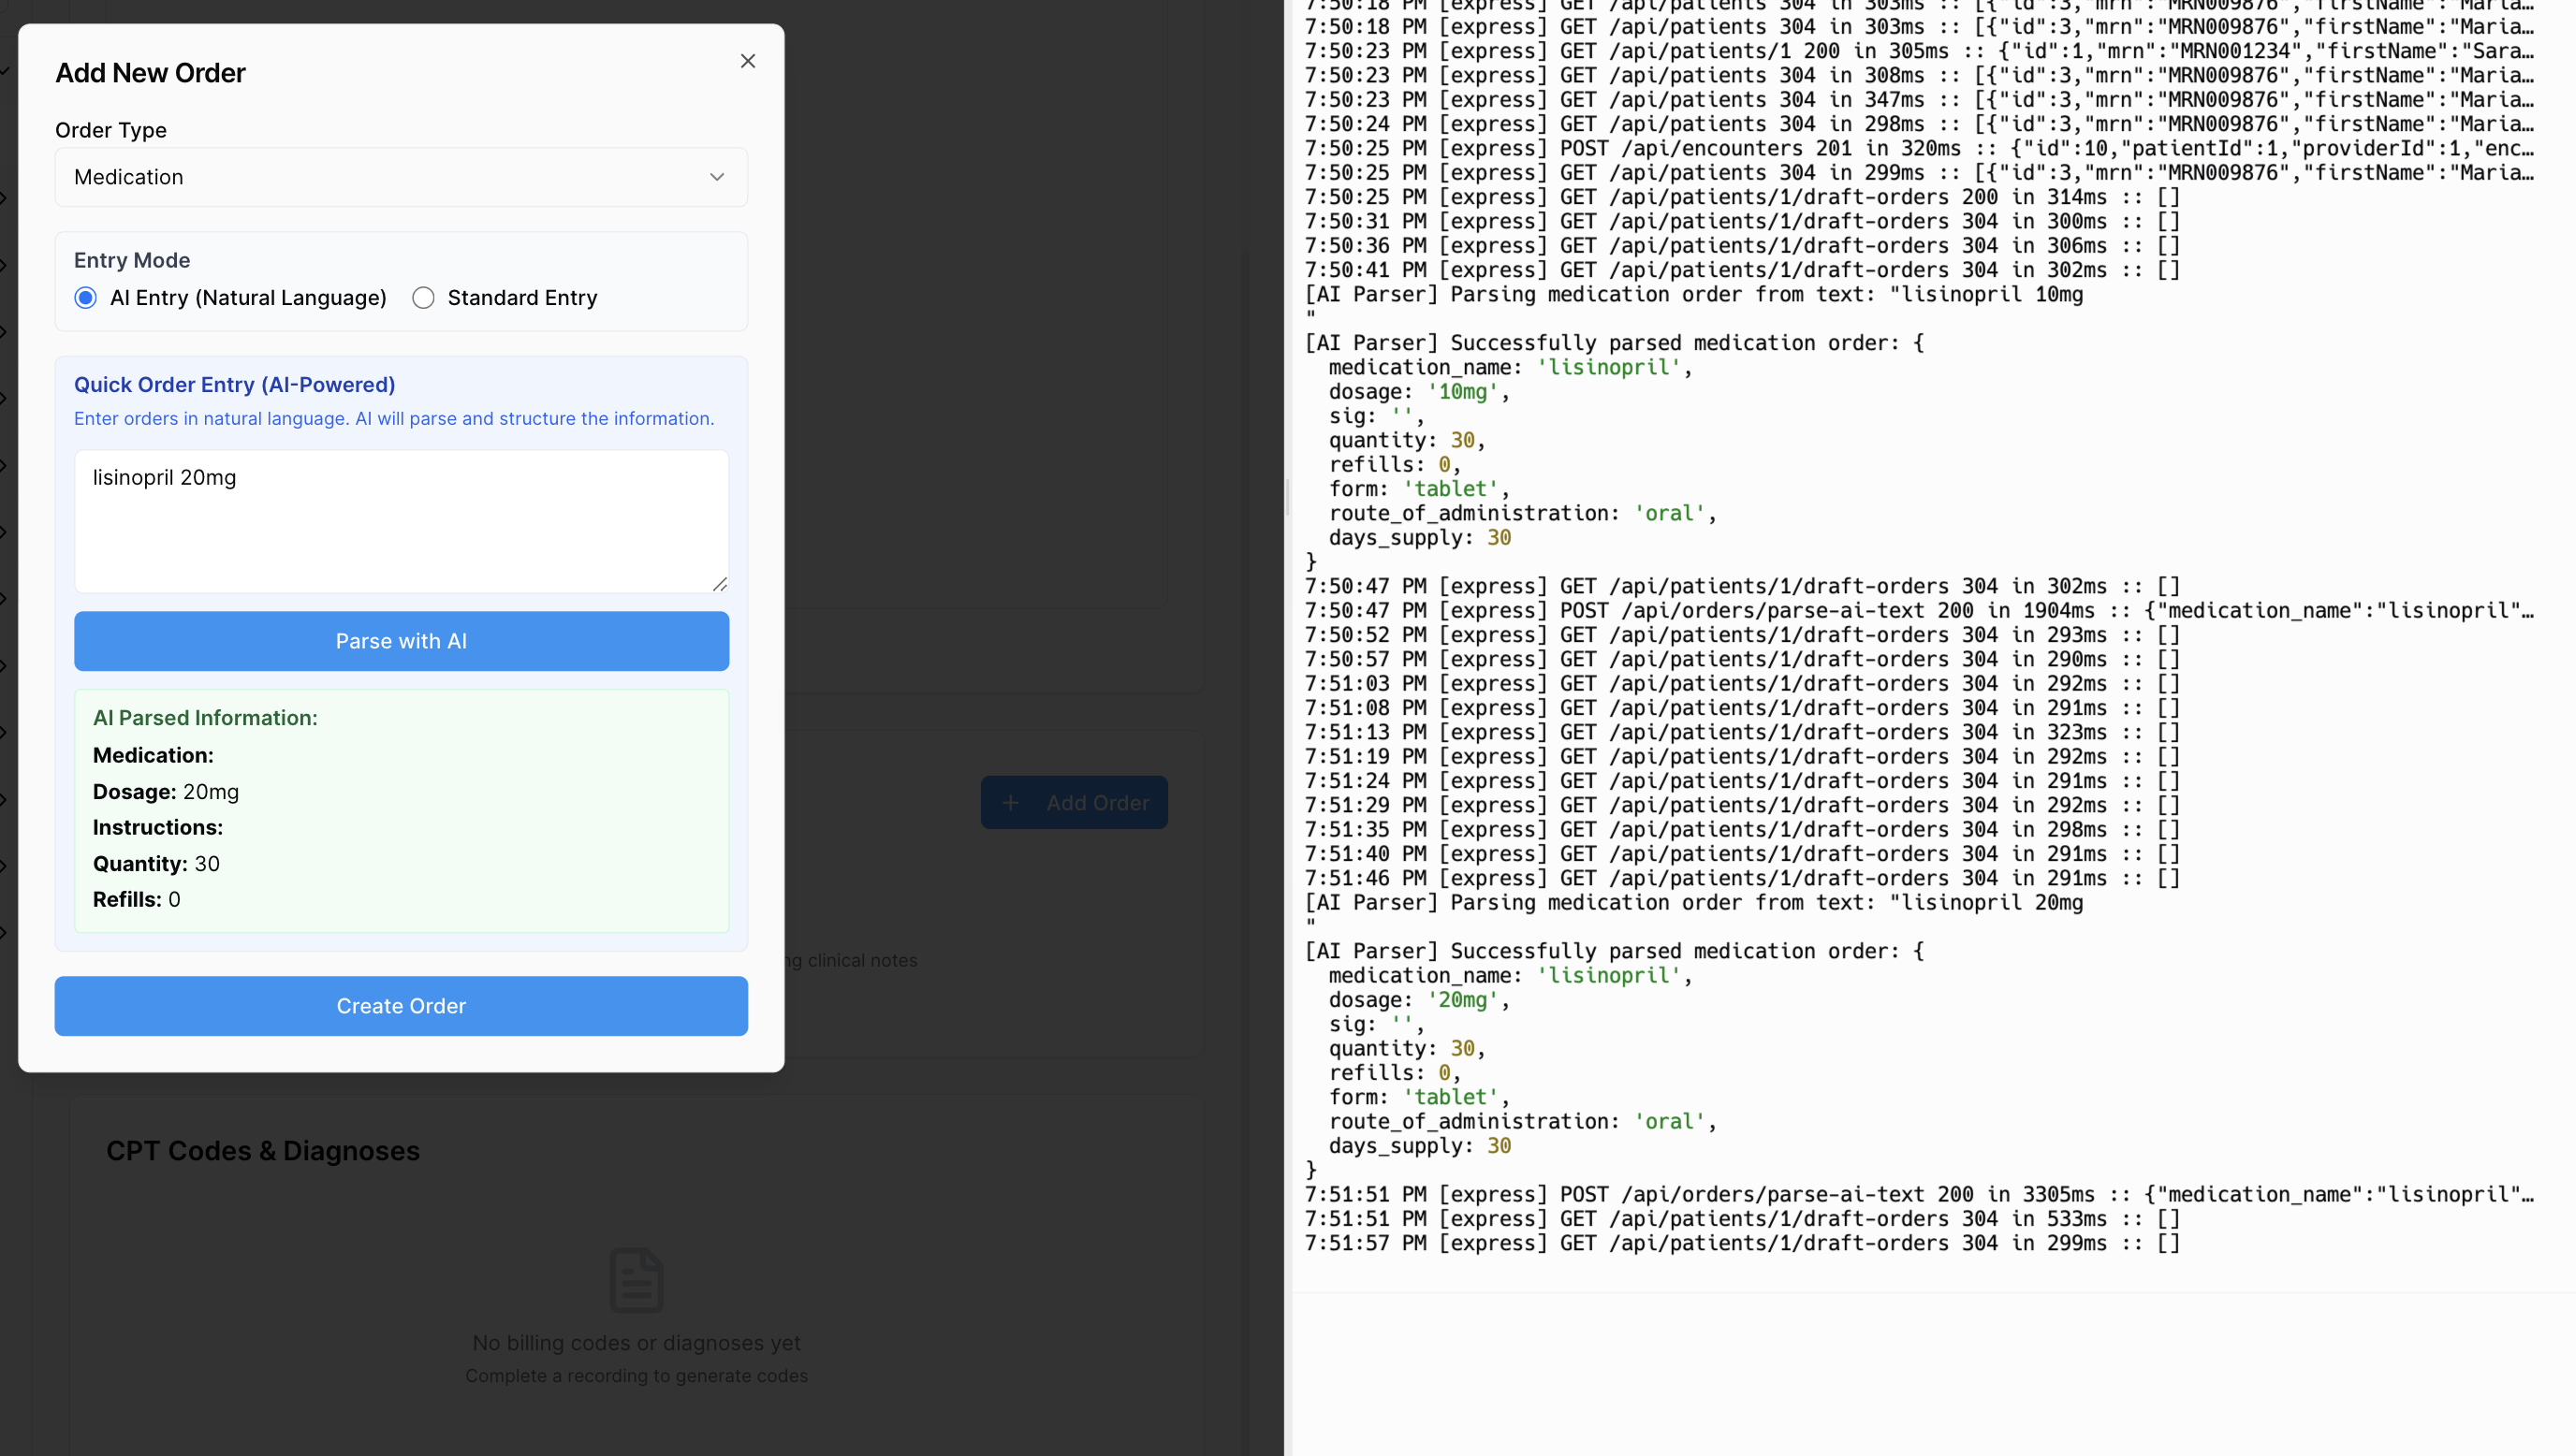 Add New Order
Order Type
Medication
Entry Mode
AI Entry (Natural Language)
Standard Entry
Quick Order Entry (AI-Powered)
Enter orders in natural language. AI will parse and structure the information.
lisinopril 20mg
Parse with AI
AI Parsed Information:
Medication:
Dosage: 20mg
Instructions:
Quantity: 30
Refills: 0
Create Order
Add Order
ng clinical notes
CPT Codes & Diagnoses
No billing codes or diagnoses yet
Complete a recording to generate codes
7:50:18 PM [express] GET /api/patients 304 in 303ms :: [{"id":3,"mrn":"MRN009876","firstName":"Maria…
7:50:18 PM [express] GET /api/patients 304 in 303ms :: [{"id":3,"mrn":"MRN009876","firstName":"Maria…
7:50:23 PM [express] GET /api/patients/1 200 in 305ms :: {"id":1,"mrn":"MRN001234","firstName":"Sara…
7:50:23 PM [express] GET /api/patients 304 in 308ms :: [{"id":3,"mrn":"MRN009876","firstName":"Maria…
7:50:23 PM [express] GET /api/patients 304 in 347ms :: [{"id":3,"mrn":"MRN009876","firstName":"Maria…
7:50:24 PM [express] GET /api/patients 304 in 298ms :: [{"id":3,"mrn":"MRN009876","firstName":"Maria…
7:50:25 PM [express] POST /api/encounters 201 in 320ms :: {"id":10,"patientId":1,"providerId":1,"enc…
7:50:25 PM [express] GET /api/patients 304 in 299ms :: [{"id":3,"mrn":"MRN009876","firstName":"Maria…
7:50:25 PM [express] GET /api/patients/1/draft-orders 200 in 314ms :: []
7:50:31 PM [express] GET /api/patients/1/draft-orders 304 in 300ms :: []
7:50:36 PM [express] GET /api/patients/1/draft-orders 304 in 306ms :: []
7:50:41 PM [express] GET /api/patients/1/draft-orders 304 in 302ms :: []
[AI Parser] Parsing medication order from text: "lisinopril 10mg
"
[AI Parser] Successfully parsed medication order: {
medication_name: 'lisinopril',
dosage: '10mg',
sig: '',
quantity: 30,
refills: 0,
form: 'tablet',
route_of_administration: 'oral',
days_supply: 30
}
7:50:47 PM [express] GET /api/patients/1/draft-orders 304 in 302ms :: []
7:50:47 PM [express] POST /api/orders/parse-ai-text 200 in 1904ms :: {"medication_name":"lisinopril"…
7:50:52 PM [express] GET /api/patients/1/draft-orders 304 in 293ms :: []
7:50:57 PM [express] GET /api/patients/1/draft-orders 304 in 290ms :: []
7:51:03 PM [express] GET /api/patients/1/draft-orders 304 in 292ms :: []
7:51:08 PM [express] GET /api/patients/1/draft-orders 304 in 291ms :: []
7:51:13 PM [express] GET /api/patients/1/draft-orders 304 in 323ms :: []
7:51:19 PM [express] GET /api/patients/1/draft-orders 304 in 292ms :: []
7:51:24 PM [express] GET /api/patients/1/draft-orders 304 in 291ms :: []
7:51:29 PM [express] GET /api/patients/1/draft-orders 304 in 292ms :: []
7:51:35 PM [express] GET /api/patients/1/draft-orders 304 in 298ms :: []
7:51:40 PM [express] GET /api/patients/1/draft-orders 304 in 291ms :: []
7:51:46 PM [express] GET /api/patients/1/draft-orders 304 in 291ms :: []
[AI Parser] Parsing medication order from text: "lisinopril 20mg
"
[AI Parser] Successfully parsed medication order: {
medication_name: 'lisinopril',
dosage: '20mg',
sig: '',
quantity: 30,
refills: 0,
form: 'tablet',
route_of_administration: 'oral',
days_supply: 30
}
7:51:51 PM [express] POST /api/orders/parse-ai-text 200 in 3305ms :: {"medication_name":"lisinopril"…
7:51:51 PM [express] GET /api/patients/1/draft-orders 304 in 533ms :: []
7:51:57 PM [express] GET /api/patients/1/draft-orders 304 in 299ms :: []